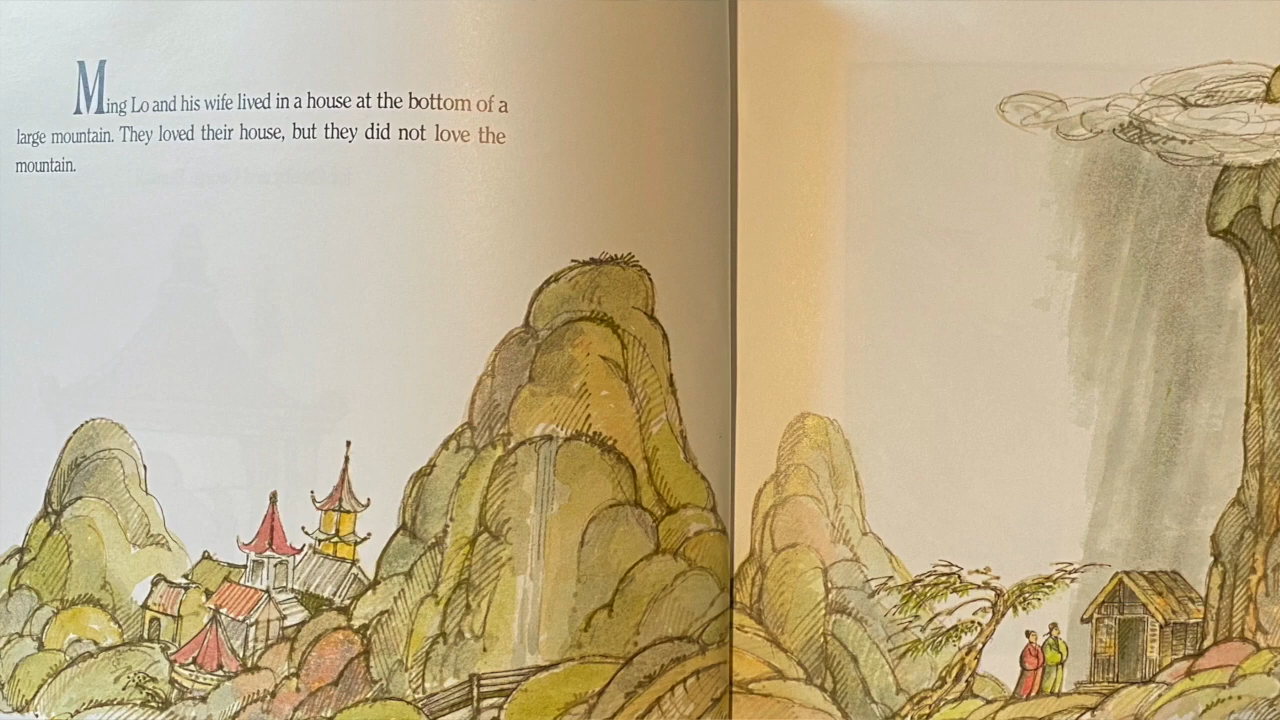 Ming Lo and his wife lived in a house at the bottom of a
large mountain. They loved their house, but they did not love the
mountain.